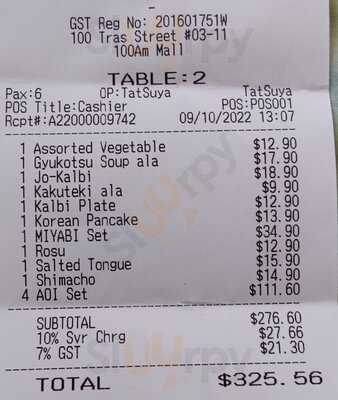 GST Reg No: 201601751W
100 Tras Street #03-11
100Am Mall
TABLE:2
Pax:6 OP:TatSuya TatSuya
POS Title:Cashier POS:POS001
Rcpt#:A22000009742 09/10/2022 13:07
1 Assorted Vegetable $12.90
1 Gyukotsu Soup ala $17.90
1 Jo-Kalbi $18.90
1 Kakuteki ala $9.90
1 Kalbi Plate $12.90
1 Korean Pancake $13.90
1 MIYABI Set $34.90
1 Rosu $12.90
1 Salted Tongue $15.90
1 Shimacho $14.90
4 AOI Set $111.60
SUBTOTAL $276.60
10% Svr Chrg $27.66
7% GST $21.30
TOTAL $325.56